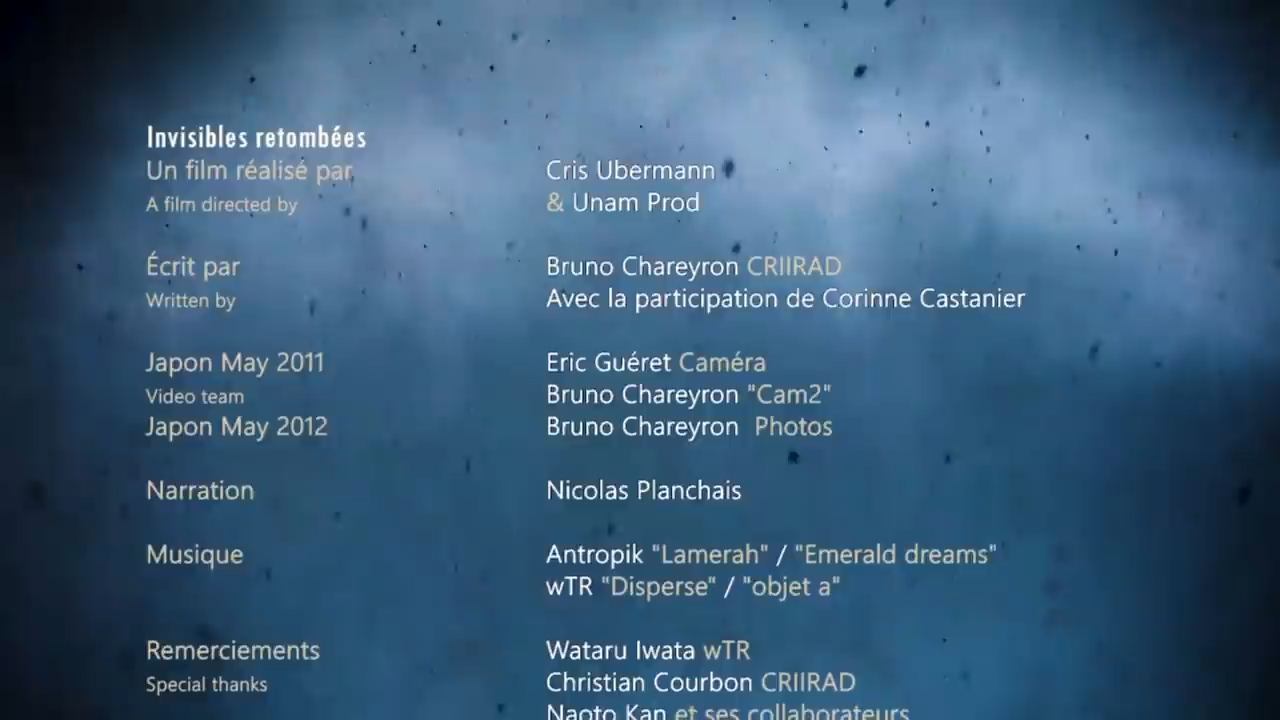 Invisibles retombées
Un film réalisé par Cris Ubermann
A film directed by & Unam Prod
Écrit par Bruno Chareyron CRIIRAD
Written by Avec la participation de Corinne Castanier
Japon May 2011 Eric Guéret Caméra
Video team Bruno Chareyron "Cam2"
Japon May 2012 Bruno Chareyron Photos
Narration Nicolas Planchais
Musique Antropik "Lamerah" / "Emerald dreams"
wTR "Disperse" / "objet a"
Remerciements Wataru Iwata wTR
Special thanks Christian Courbon CRIIRAD
Naoto Kan et ses collaborateurs